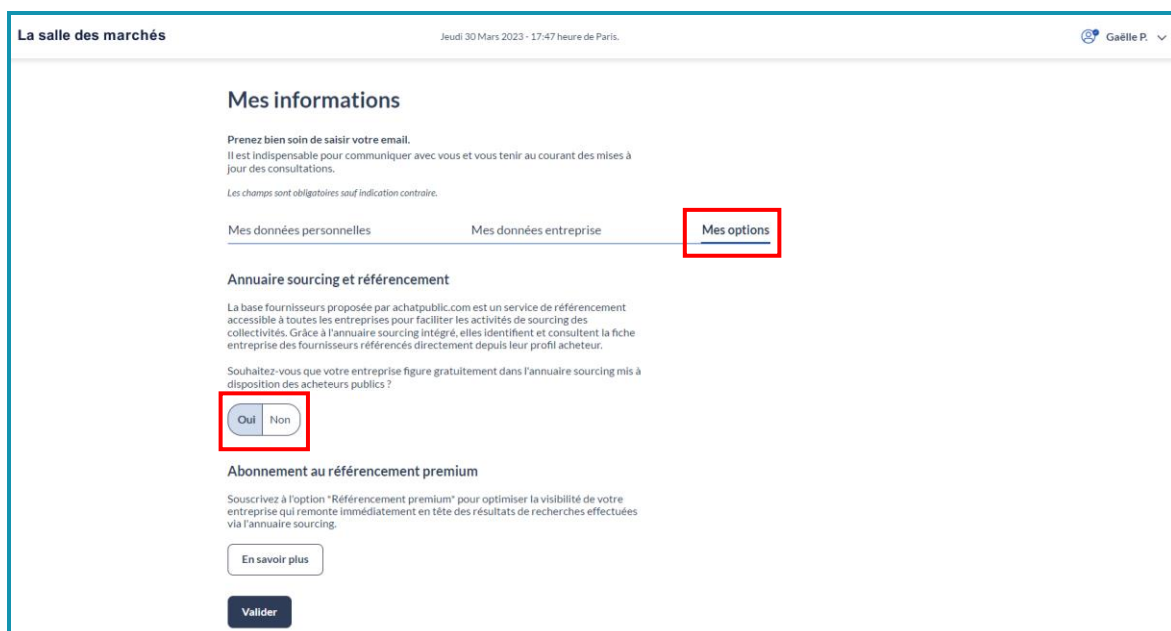 La salle des marchés
Jeudi 30 Mars 2023 - 17:47 heure de Paris.
Gaëlle P.
Mes informations
Prenez bien soin de saisir votre email.
Il est indispensable pour communiquer avec vous et vous tenir au courant des mises à
jour des consultations.
Les champs sont obligatoires sauf indication contraire.
Mes données personnelles
Mes données entreprise
Mes options
Annuaire sourcing et référencement
La base fournisseurs proposée par achatpublic.com est un service de référencement
accessible à toutes les entreprises pour faciliter les activités de sourcing des
collectivités. Grâce à l'annuaire sourcing intégré, elles identifient et consultent la fiche
entreprise des fournisseurs référencés directement depuis leur profil acheteur.
Souhaitez-vous que votre entreprise figure gratuitement dans l'annuaire sourcing mis à
disposition des acheteurs publics ?
Oui
Non
Abonnement au référencement premium
Souscrivez à l'option "Référencement premium" pour optimiser la visibilité de votre
entreprise qui remonte immédiatement en tête des résultats de recherches effectuées
via l'annuaire sourcing.
En savoir plus
Valider